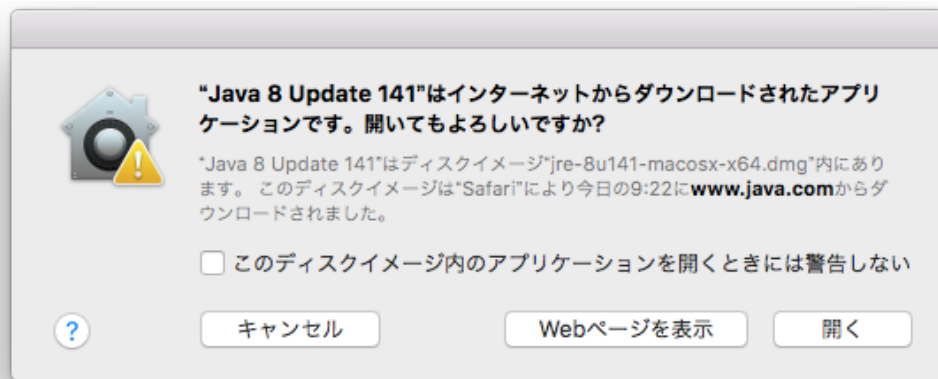 “Java 8 Update 141”はインターネットからダウンロードされたアプリ
ケーションです。開いてもよろしいですか?
“Java 8 Update 141”はディスクイメージ“jre-8u141-macosx-x64.dmg”内にあり
ます。 このディスクイメージは“Safari”により今日の9:22にwww.java.comからダ
ウンロードされました。
このディスクイメージ内のアプリケーションを開くときには警告しない
? キャンセル Webページを表示 開く